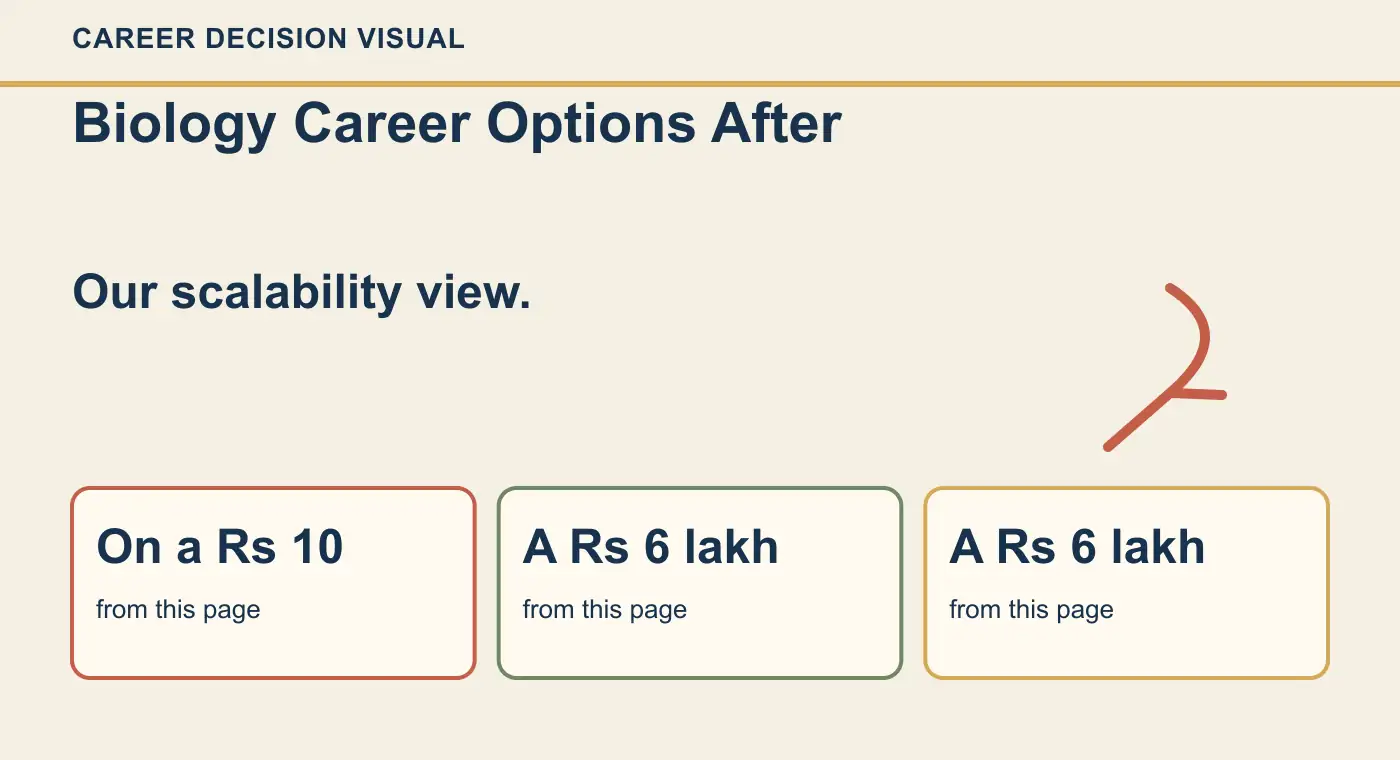 CAREER DECISION VISUAL
Biology Career Options After
Our scalability view.
On a Rs 10
from this page
A Rs 6 lakh
from this page
A Rs 6 lakh
from this page